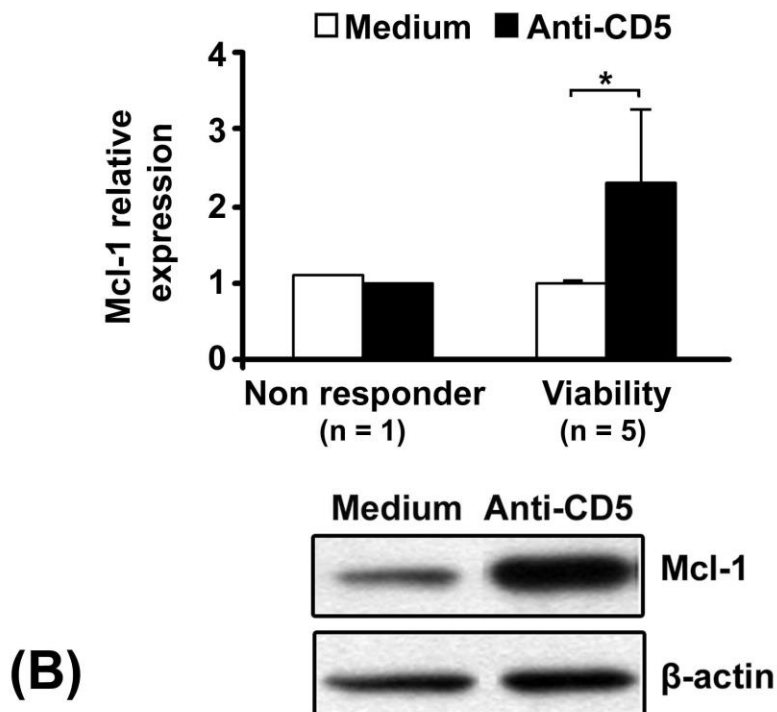 Medium Anti-CD5
4
3
2
1
0
Mcl-1 relative
expression
*
Non responder Viability
(n = 1) (n = 5)
Medium Anti-CD5
Mcl-1
(B)
β-actin